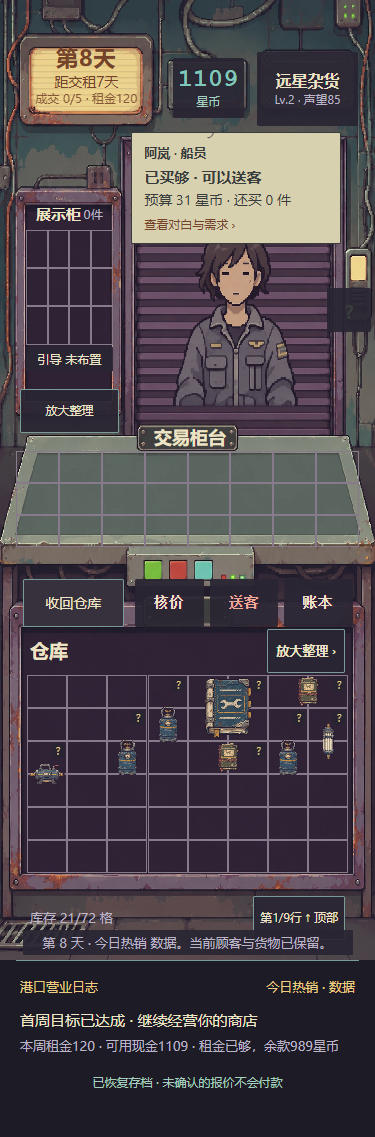 第8天
距交租7天
成交 0/5 · 租金120
1109
星币
远星杂货
Lv.2 · 声望85
阿岚 · 船员
已买够 · 可以送客
预算 31 星币 · 还买 0 件
查看对白与需求 ›
展示柜 0件
?
引导 未布置
放大整理
交易柜台
收回仓库
核价
送客
账本
仓库
放大整理 ›
? ? ?
? ? ?
? ? ?
库存 21/72 格
第1/9行 ↑ 顶部
第 8 天 · 今日热销 数据。当前顾客与货物已保留。
港口营业日志
今日热销 · 数据
首周目标已达成 · 继续经营你的商店
本周租金120 · 可用现金1109 · 租金已够，余款989星币
已恢复存档 · 未确认的报价不会付款